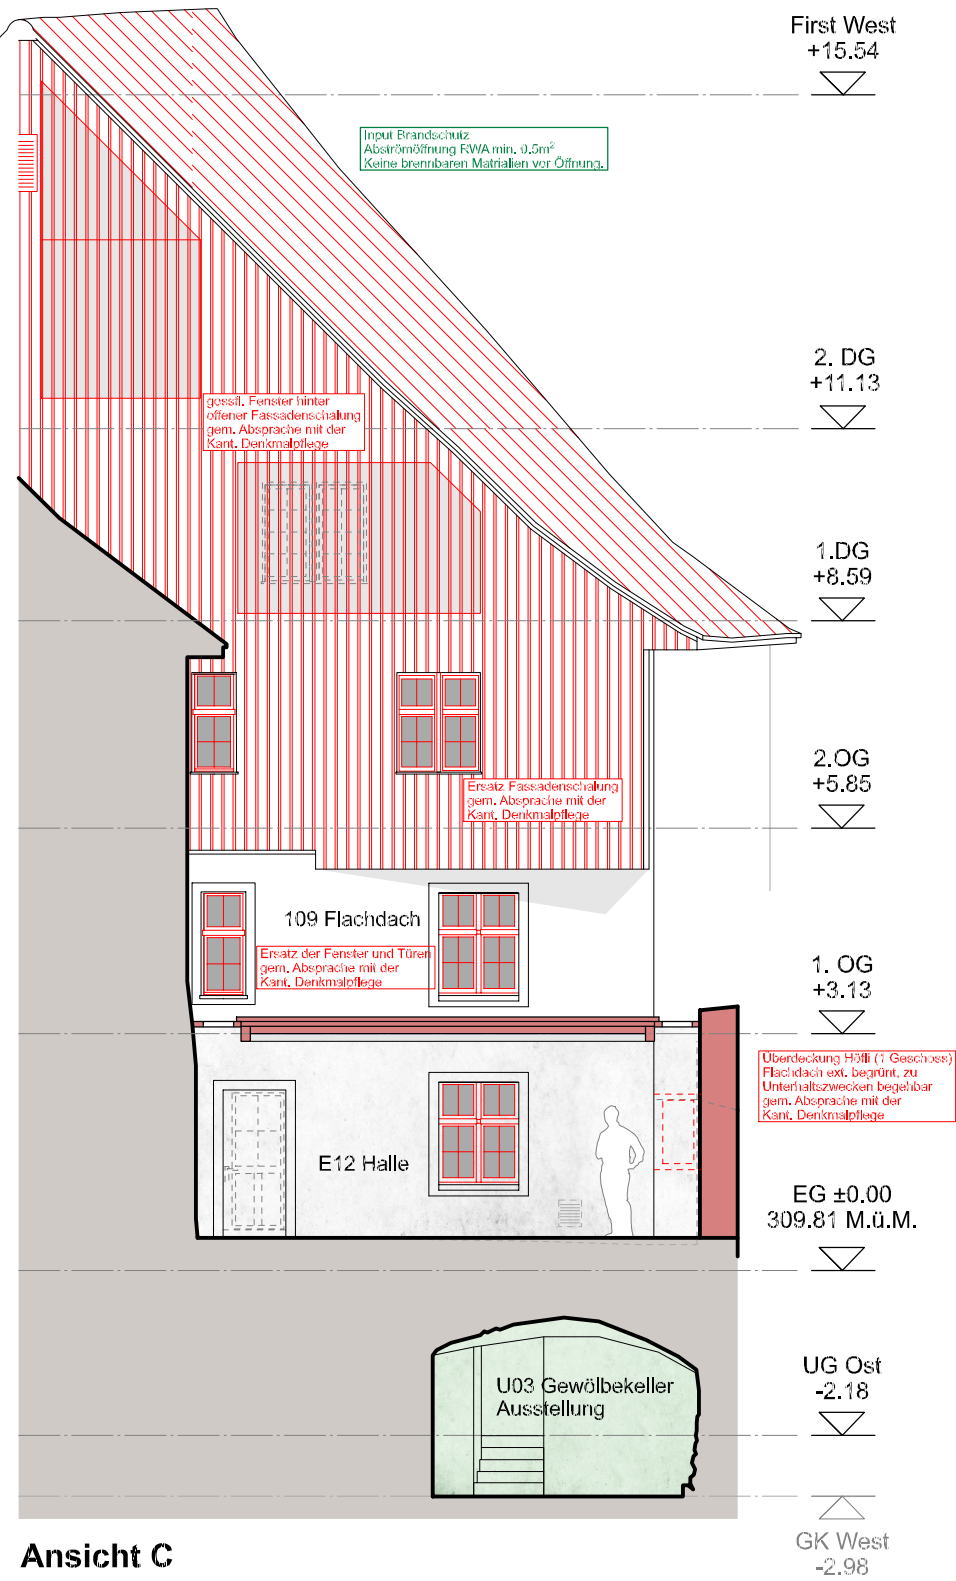 First West
+15.54
Input Brandschutz
Abströmöffnung RWA min. 0.5m²
Keine brennbaren Matrialien vor Öffnung.
2. DG
+11.13
gossfl. Fenster hinter
offener Fassadenschalung
gem. Absprache mit der
Kant. Denkmalpflege
1.DG
+8.59
2.OG
+5.85
Ersatz Fassadenschalung
gem. Absprache mit der
Kant. Denkmalpflege
109 Flachdach
Ersatz der Fenster und Türen
gem. Absprache mit der
Kant. Denkmalpflege
1. OG
+3.13
Überdeckung Höfli (1 Geschoss)
Flachdach ext. begrünt, zu
Unterhaltszwecken begehbar
gem. Absprache mit der
Kant. Denkmalpflege
E12 Halle
EG ±0.00
309.81 M.ü.M.
U03 Gewölbekeller
Ausstellung
UG Ost
-2.18
GK West
-2.98
Ansicht C